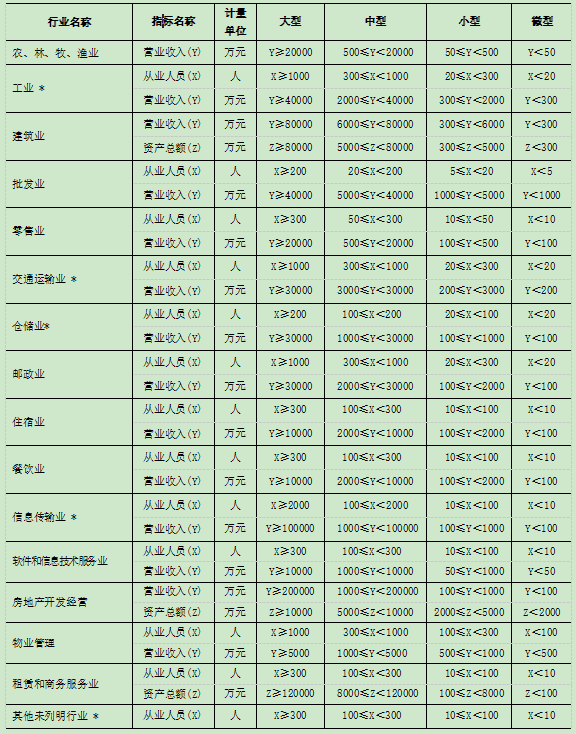 行业名称 指标名称 计量单位 大型 中型 小型 微型
农、林、牧、渔业 营业收入(Y) 万元 Y≥20000 500≤Y＜20000 50≤Y＜500 Y＜50
工业 * 从业人员(X) 人 X≥1000 300≤X＜1000 20≤X＜300 X＜20
营业收入(Y) 万元 Y≥40000 2000≤Y＜40000 300≤Y＜2000 Y＜300
建筑业 营业收入(Y) 万元 Y≥80000 6000≤Y＜80000 300≤Y＜6000 Y＜300
资产总额(Z) 万元 Z≥80000 5000≤Z＜80000 300≤Z＜5000 Z＜300
批发业 从业人员(X) 人 X≥200 20≤X＜200 5≤X＜20 X＜5
营业收入(Y) 万元 Y≥40000 5000≤Y＜40000 1000≤Y＜5000 Y＜1000
零售业 从业人员(X) 人 X≥300 50≤X＜300 10≤X＜50 X＜10
营业收入(Y) 万元 Y≥20000 500≤Y＜20000 100≤Y＜500 Y＜100
交通运输业 * 从业人员(X) 人 X≥1000 300≤X＜1000 20≤X＜300 X＜20
营业收入(Y) 万元 Y≥30000 3000≤Y＜30000 200≤Y＜3000 Y＜200
仓储业* 从业人员(X) 人 X≥200 100≤X＜200 20≤X＜100 X＜20
营业收入(Y) 万元 Y≥30000 1000≤Y＜30000 100≤Y＜1000 Y＜100
邮政业 从业人员(X) 人 X≥1000 300≤X＜1000 20≤X＜300 X＜20
营业收入(Y) 万元 Y≥30000 2000≤Y＜30000 100≤Y＜2000 Y＜100
住宿业 从业人员(X) 人 X≥300 100≤X＜300 10≤X＜100 X＜10
营业收入(Y) 万元 Y≥10000 2000≤Y＜10000 100≤Y＜2000 Y＜100
餐饮业 从业人员(X) 人 X≥300 100≤X＜300 10≤X＜100 X＜10
营业收入(Y) 万元 Y≥10000 2000≤Y＜10000 100≤Y＜2000 Y＜100
信息传输业 * 从业人员(X) 人 X≥2000 100≤X＜2000 10≤X＜100 X＜10
营业收入(Y) 万元 Y≥100000 1000≤Y＜100000 100≤Y＜1000 Y＜100
软件和信息技术服务业 从业人员(X) 人 X≥300 100≤X＜300 10≤X＜100 X＜10
营业收入(Y) 万元 Y≥10000 1000≤Y＜10000 50≤Y＜1000 Y＜50
房地产开发经营 营业收入(Y) 万元 Y≥200000 1000≤Y＜200000 100≤Y＜1000 Y＜100
资产总额(Z) 万元 Z≥10000 5000≤Z＜10000 2000≤Z＜5000 Z＜2000
物业管理 从业人员(X) 人 X≥1000 300≤X＜1000 100≤X＜300 X＜100
营业收入(Y) 万元 Y≥5000 1000≤Y＜5000 500≤Y＜1000 Y＜500
租赁和商务服务业 从业人员(X) 人 X≥300 100≤X＜300 10≤X＜100 X＜10
资产总额(Z) 万元 Z≥120000 8000≤Z＜120000 100≤Z＜8000 Z＜100
其他未列明行业 * 从业人员(X) 人 X≥300 100≤X＜300 10≤X＜100 X＜10